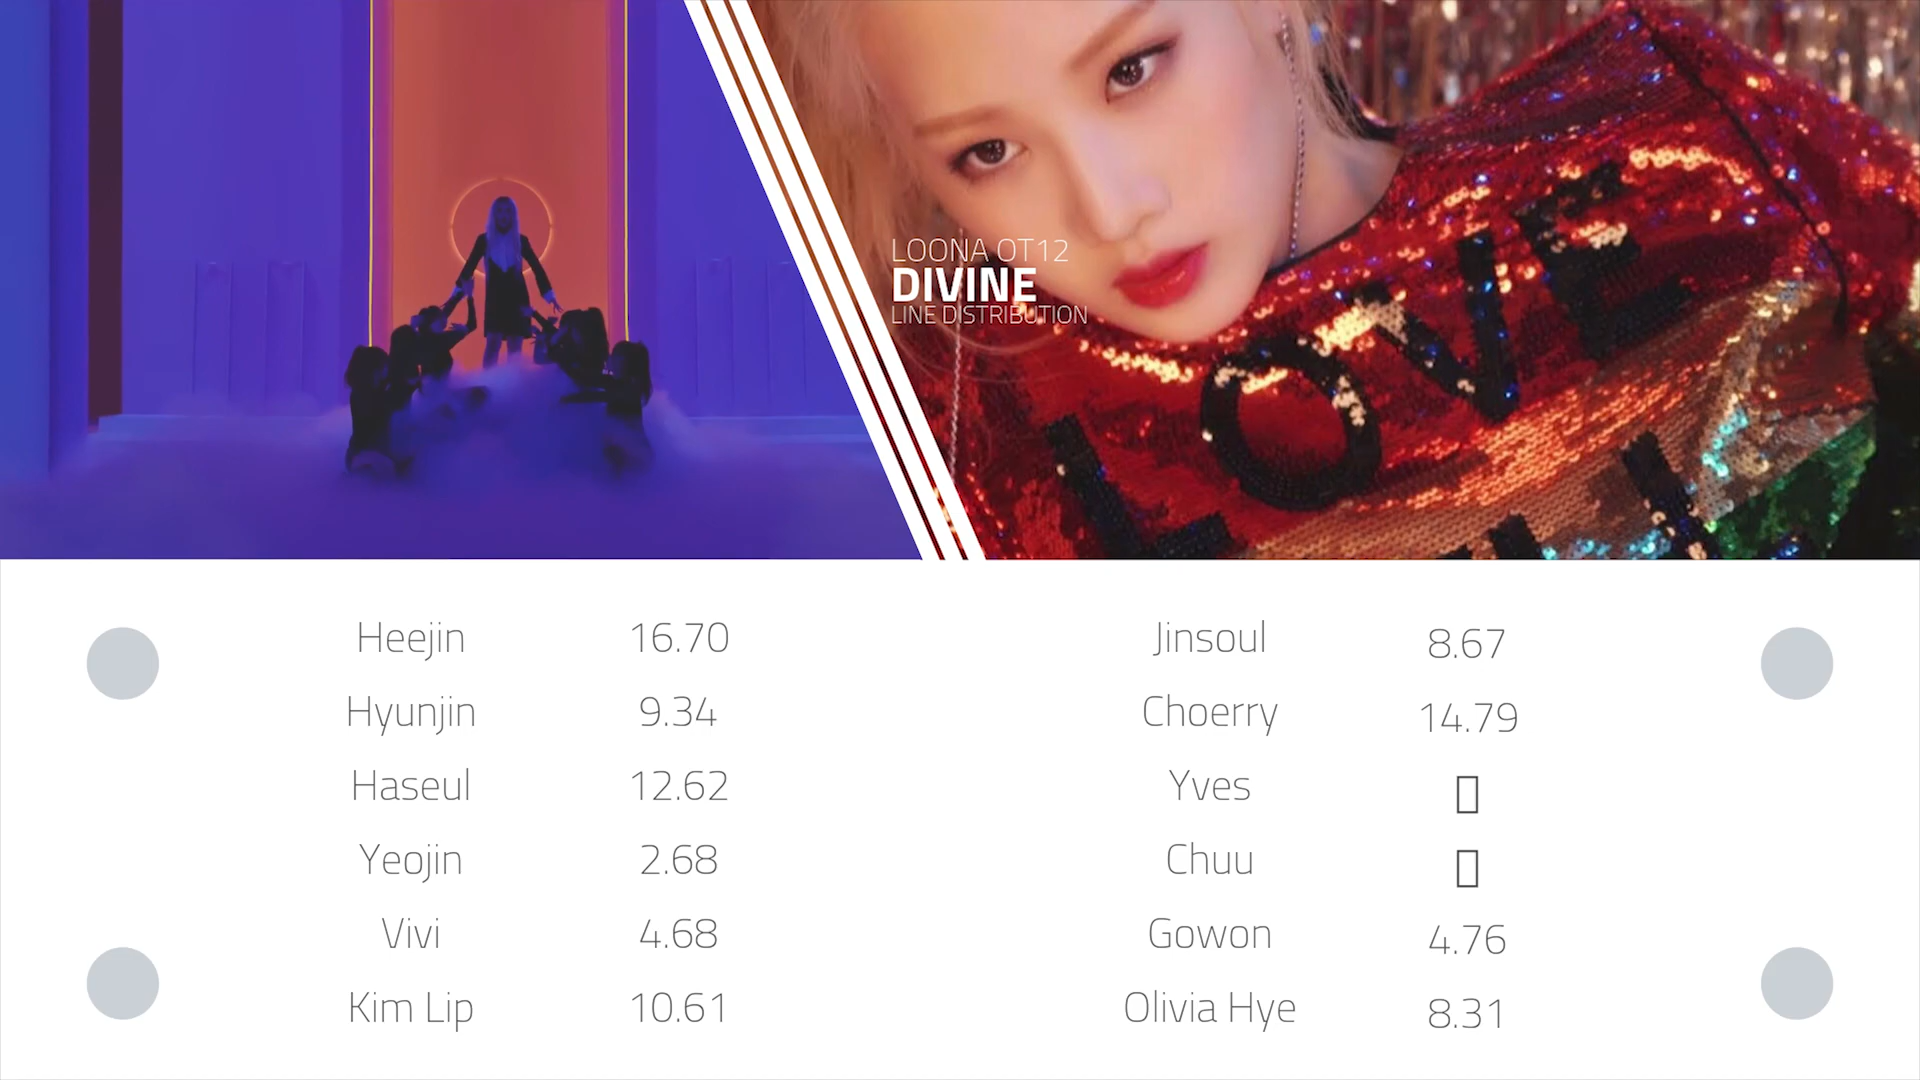 LOONA OT12
DIVINE
LINE DISTRIBUTION
LOVE
Heejin 16.70
Hyunjin 9.34
Haseul 12.62
Yeojin 2.68
Vivi 4.68
Kim Lip 10.61
Jinsoul 8.67
Choerry 14.79
Yves
Chuu
Gowon 4.76
Olivia Hye 8.31